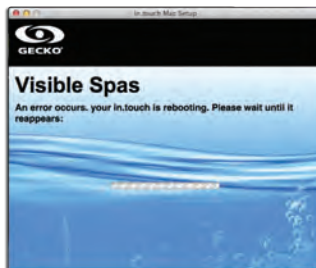 in.touch Mac Setup
GECKO
Visible Spas
An error occurs. your in.touch is rebooting. Please wait until it
reappears: